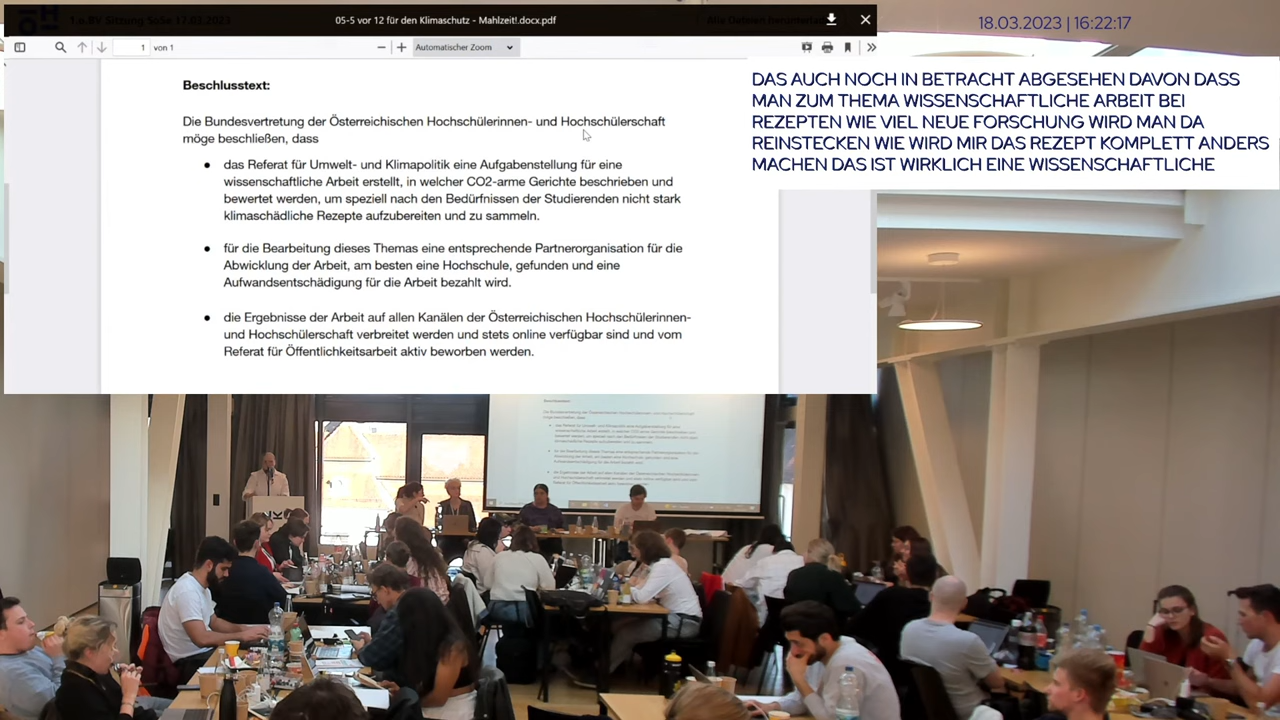 1 o.BV Sitzung SoSe 17.03.2023
05-5 vor 12 für den Klimaschutz - Mahlzeit!.docx.pdf
18.03.2023 | 16:22:17
1 von 1
Automatischer Zoom
DAS AUCH NOCH IN BETRACHT ABGESEHEN DAVON DASS
MAN ZUM THEMA WISSENSCHAFTLICHE ARBEIT BEI
REZEPTEN WIE VIEL NEUE FORSCHUNG WIRD MAN DA
REINSTECKEN WIE WIRD MIR DAS REZEPT KOMPLETT ANDERS
MACHEN DAS IST WIRKLICH EINE WISSENSCHAFTLICHE
Beschlusstext:
Die Bundesvertretung der Österreichischen Hochschülerinnen- und Hochschülerschaft
möge beschließen, dass
● das Referat für Umwelt- und Klimapolitik eine Aufgabenstellung für eine
wissenschaftliche Arbeit erstellt, in welcher CO2-arme Gerichte beschrieben und
bewertet werden, um speziell nach den Bedürfnissen der Studierenden nicht stark
klimaschädliche Rezepte aufzubereiten und zu sammeln.
● für die Bearbeitung dieses Themas eine entsprechende Partnerorganisation für die
Abwicklung der Arbeit, am besten eine Hochschule, gefunden und eine
Aufwandsentschädigung für die Arbeit bezahlt wird.
● die Ergebnisse der Arbeit auf allen Kanälen der Österreichischen Hochschülerinnen-
und Hochschülerschaft verbreitet werden und stets online verfügbar sind und vom
Referat für Öffentlichkeitsarbeit aktiv beworben werden.